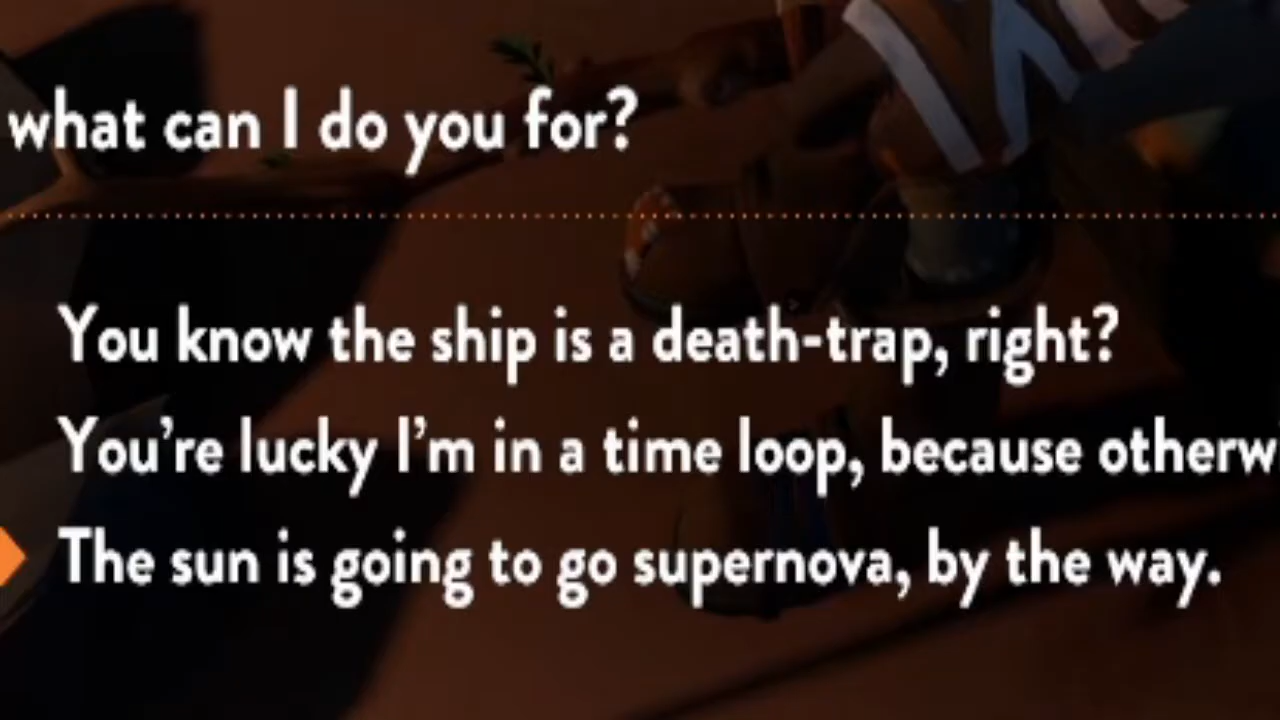 what can I do you for?
You know the ship is a death-trap, right?
You’re lucky I’m in a time loop, because otherw
The sun is going to go supernova, by the way.